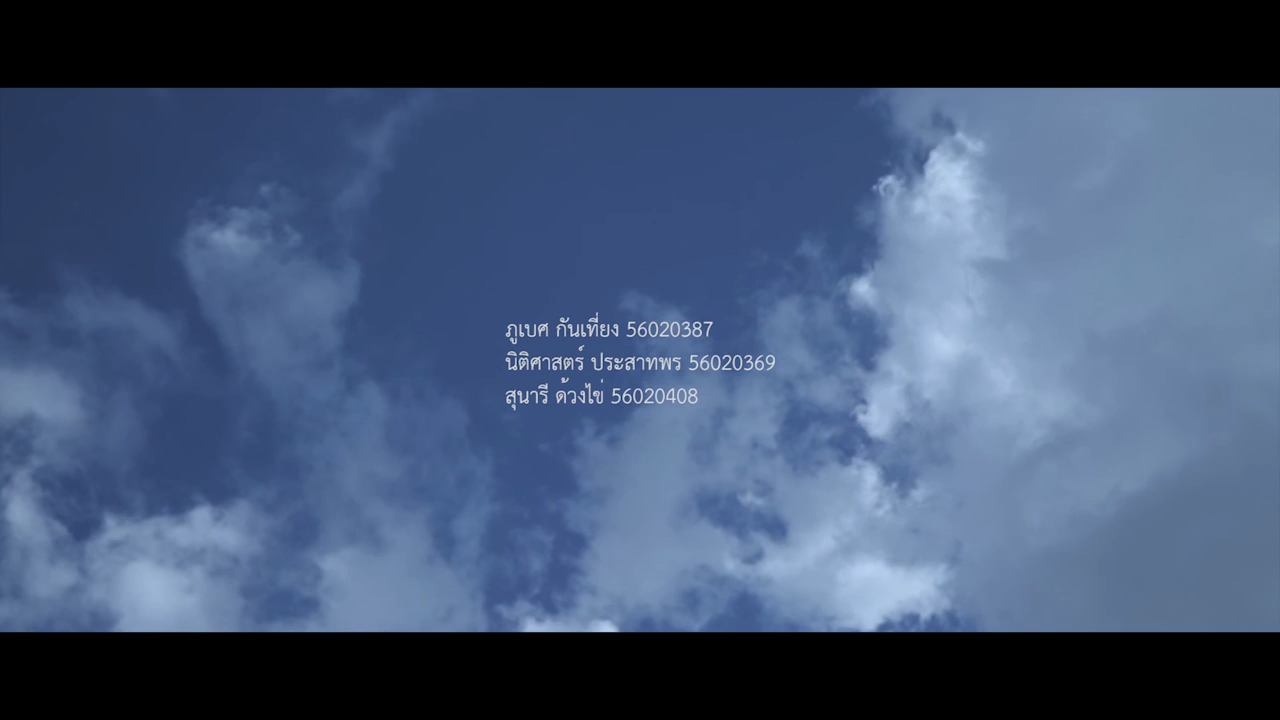 ภูเบศ กันเที่ยง 56020387
นิติศาสตร์ ประสาทพร 56020369
สุนารี ด้วงไข่ 56020408